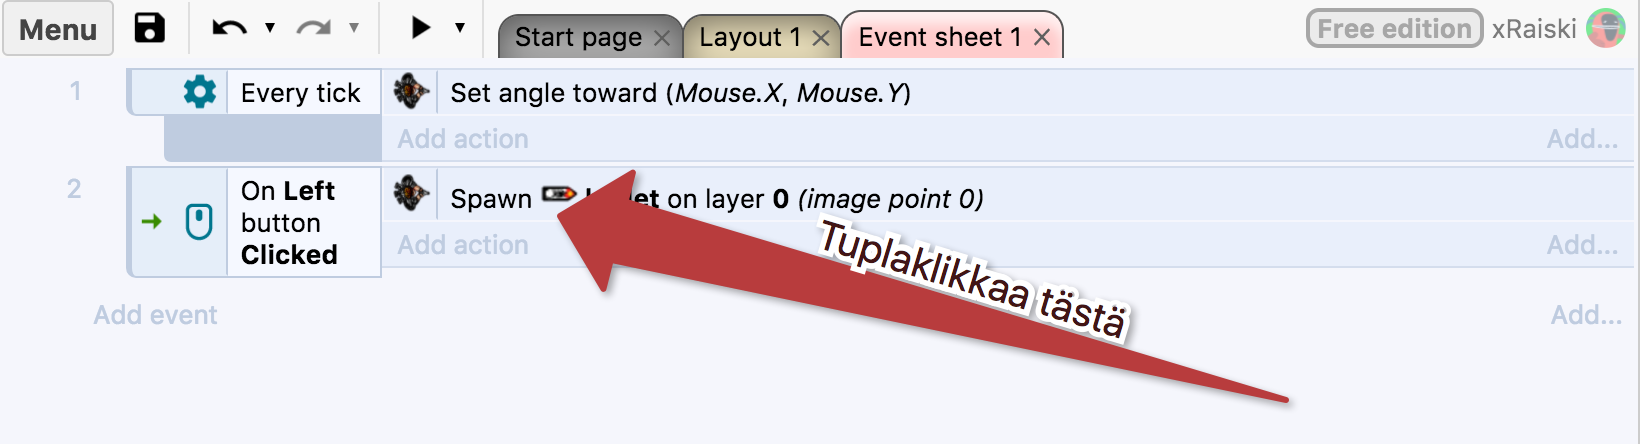 Menu
Start page
Layout 1
Event sheet 1
Free edition
xRaiski
1
Every tick
Set angle toward (Mouse.X, Mouse.Y)
Add action
Add...
2
On Left
button
Clicked
Spawn
on layer 0 (image point 0)
Add action
Add...
Tuplaklikkaa tästä
Add event
Add...